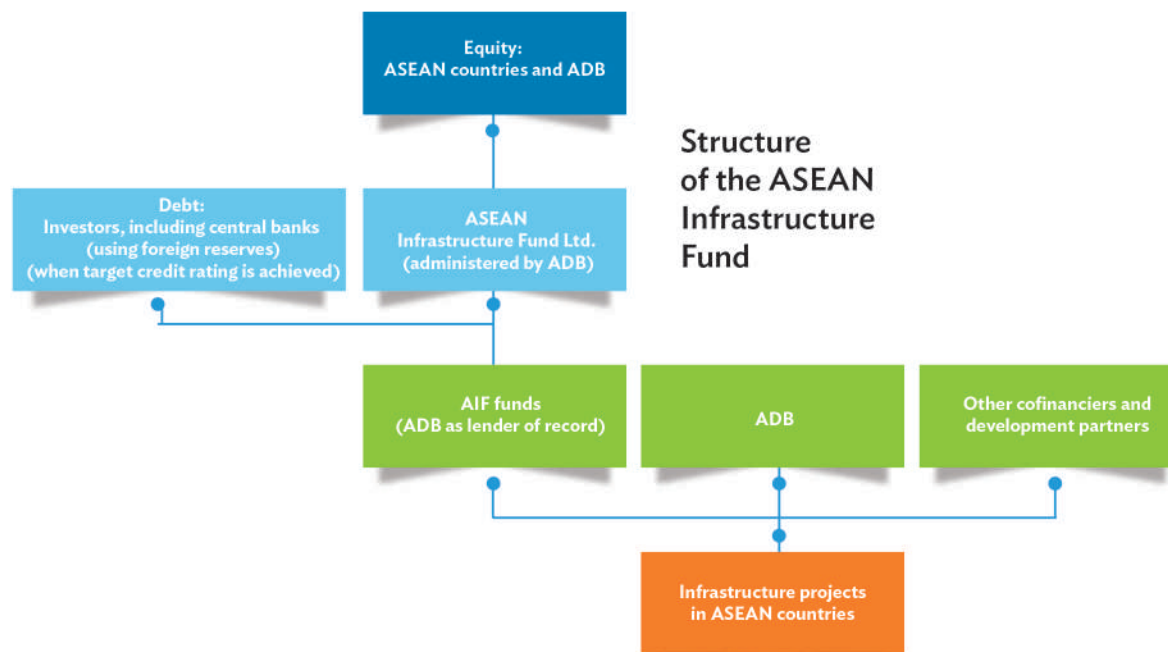 Equity:
ASEAN countries and ADB
Structure
of the ASEAN
Infrastructure
Fund
Debt:
Investors, including central banks
(using foreign reserves)
(when target credit rating is achieved)
ASEAN
Infrastructure Fund Ltd.
(administered by ADB)
AIF funds
(ADB as lender of record)
ADB
Other cofinanciers and
development partners
Infrastructure projects
in ASEAN countries